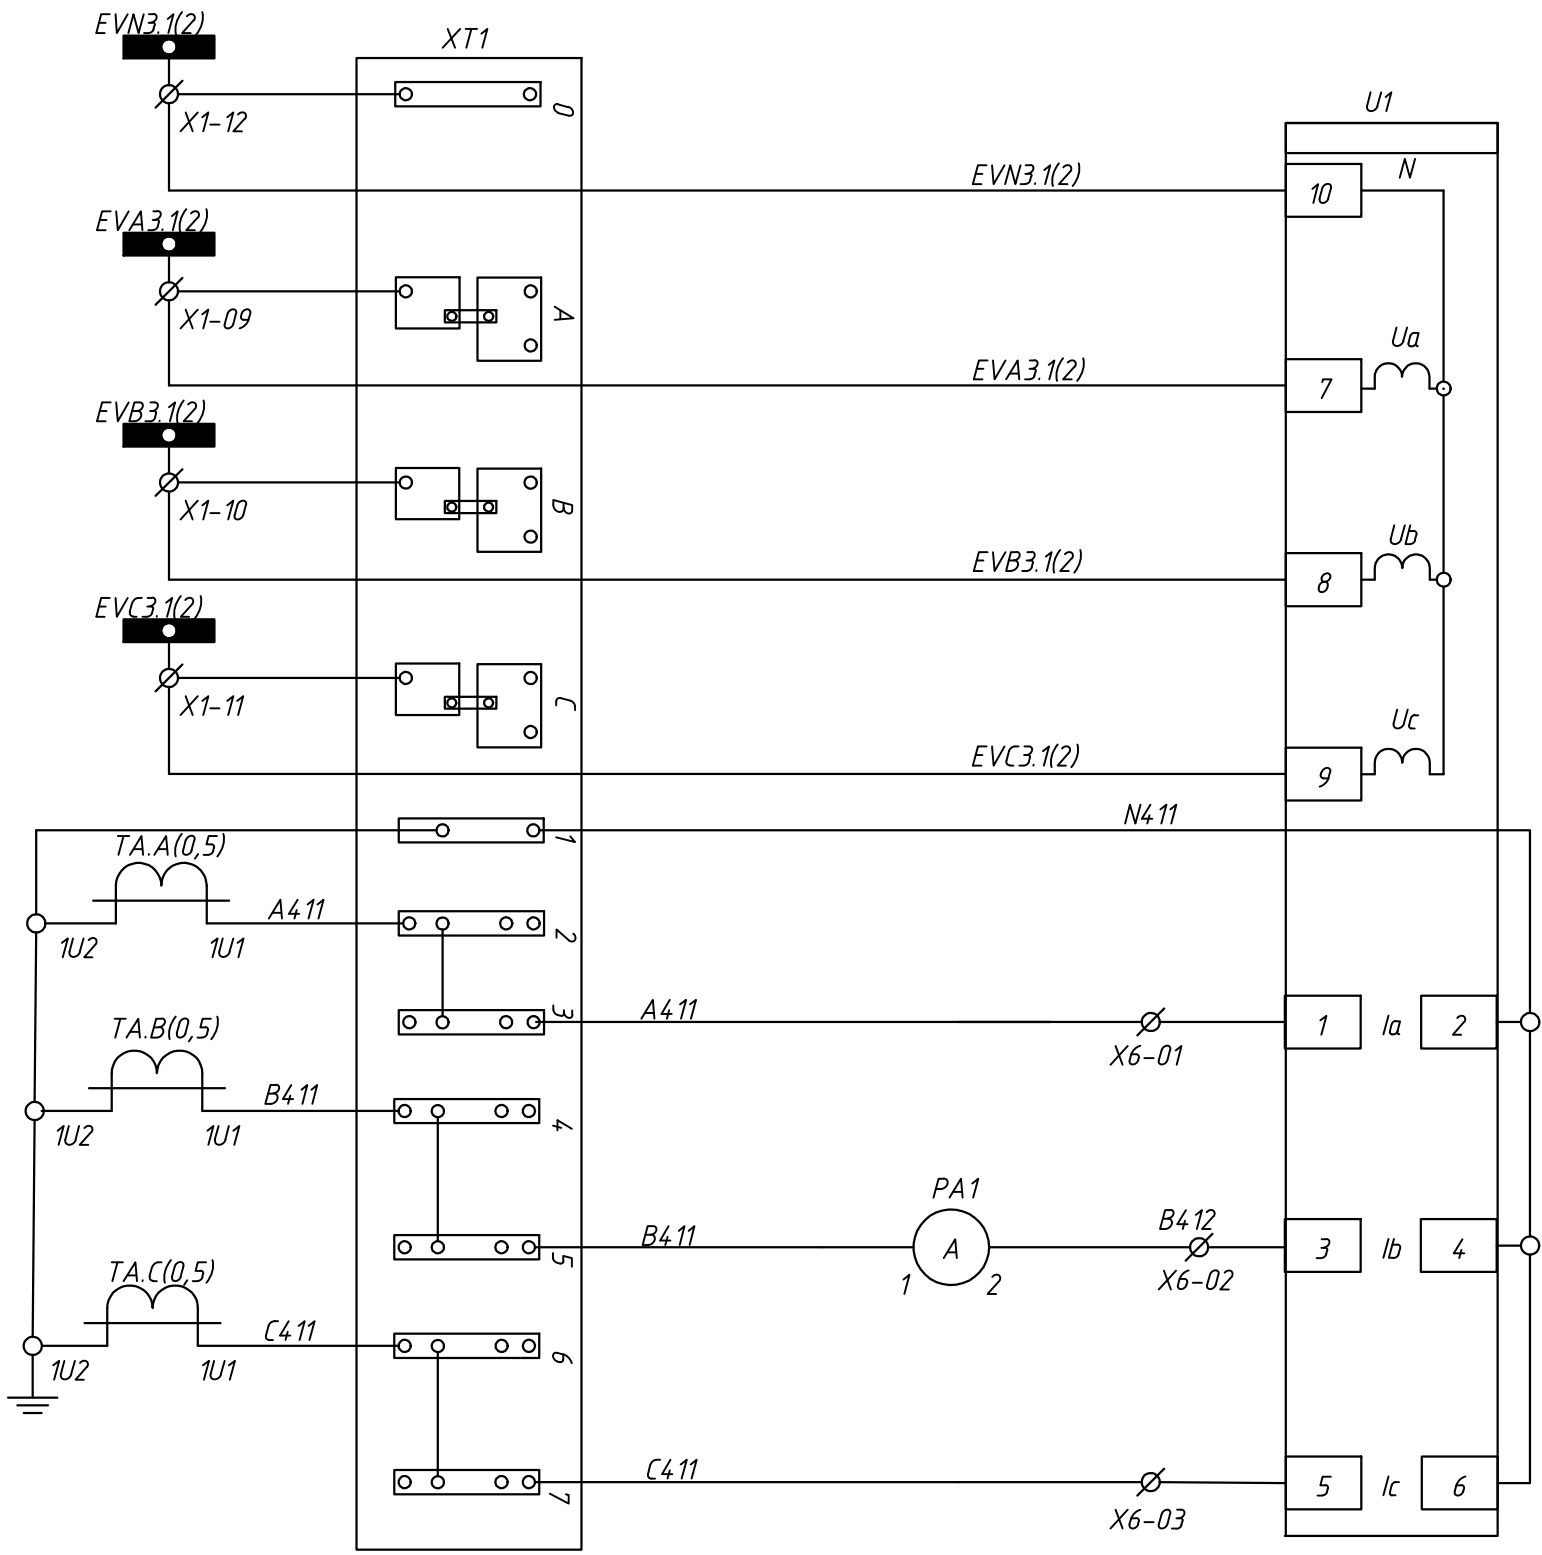 EVN3.1(2)
XT1
0
X1-12
U1
EVN3.1(2)
N
10
EVA3.1(2)
X1-09
A
Ua
EVA3.1(2)
7
EVB3.1(2)
X1-10
B
Ub
EVB3.1(2)
8
EVC3.1(2)
X1-11
C
Uc
EVC3.1(2)
9
N411
1
TA.A(0,5)
A411
2
1U2
1U1
3
A411
X6-01
1
Ia
2
TA.B(0,5)
B411
4
1U2
1U1
PA1
B412
B411
A
5
1
2
X6-02
3
Ib
4
TA.C(0,5)
C411
6
1U2
1U1
C411
7
X6-03
5
Ic
6